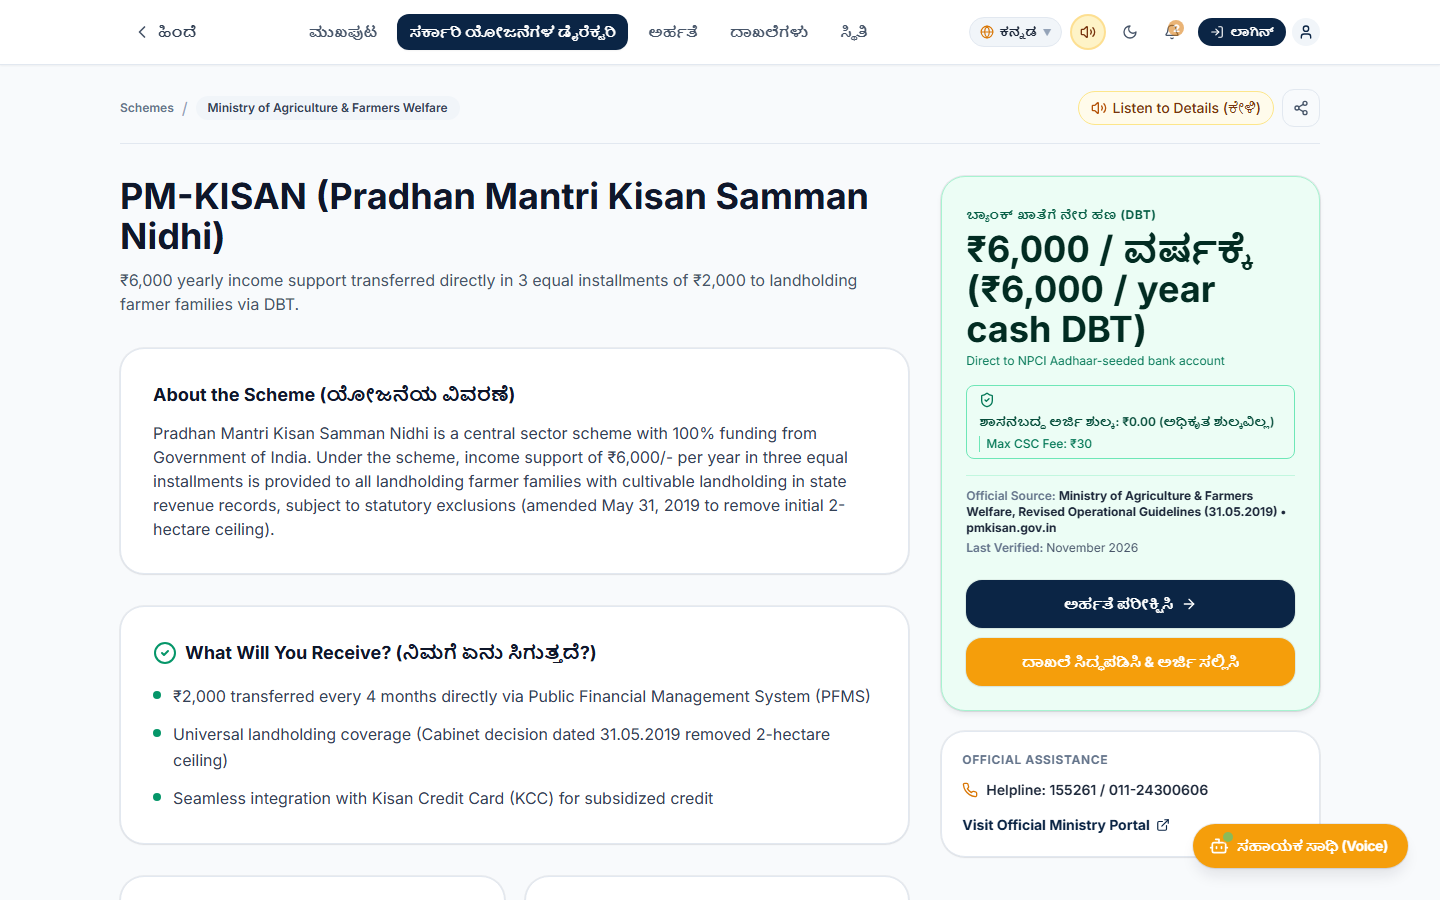 ಹಿಂದೆ
ಮುಖಪುಟ
ಸರ್ಕಾರಿ ಯೋಜನೆಗಳ ಡೈರೆಕ್ಟರಿ
ಅರ್ಹತೆ
ದಾಖಲೆಗಳು
ಸ್ಥಿತಿ
ಕನ್ನಡ
ಲಾಗಿನ್
Schemes / Ministry of Agriculture & Farmers Welfare
Listen to Details (ಕೇಳಿ)
PM-KISAN (Pradhan Mantri Kisan Samman
Nidhi)
₹6,000 yearly income support transferred directly in 3 equal installments of ₹2,000 to landholding
farmer families via DBT.
About the Scheme (ಯೋಜನೆಯ ವಿವರಣೆ)
Pradhan Mantri Kisan Samman Nidhi is a central sector scheme with 100% funding from
Government of India. Under the scheme, income support of ₹6,000/- per year in three equal
installments is provided to all landholding farmer families with cultivable landholding in state
revenue records, subject to statutory exclusions (amended May 31, 2019 to remove initial 2-
hectare ceiling).
What Will You Receive? (ನಿಮಗೆ ಏನು ಸಿಗುತ್ತದೆ?)
₹2,000 transferred every 4 months directly via Public Financial Management System (PFMS)
Universal landholding coverage (Cabinet decision dated 31.05.2019 removed 2-hectare
ceiling)
Seamless integration with Kisan Credit Card (KCC) for subsidized credit
ಬ್ಯಾಂಕ್ ಖಾತೆಗೆ ನೇರ ಹಣ (DBT)
₹6,000 / ವರ್ಷಕ್ಕೆ
(₹6,000 / year
cash DBT)
Direct to NPCI Aadhaar-seeded bank account
ಶಾಸನಬದ್ಧ ಅರ್ಜಿ ಶುಲ್ಕ: ₹0.00 (ಅಧಿಕೃತ ಶುಲ್ಕವಿಲ್ಲ)
Max CSC Fee: ₹30
Official Source: Ministry of Agriculture & Farmers
Welfare, Revised Operational Guidelines (31.05.2019) •
pmkisan.gov.in
Last Verified: November 2026
ಅರ್ಹತೆ ಪರೀಕ್ಷಿಸಿ →
ದಾಖಲೆ ಸಿದ್ಧಪಡಿಸಿ & ಅರ್ಜಿ ಸಲ್ಲಿಸಿ
OFFICIAL ASSISTANCE
Helpline: 155261 / 011-24300606
Visit Official Ministry Portal
ಸಹಾಯಕ ಸಾಥಿ (Voice)